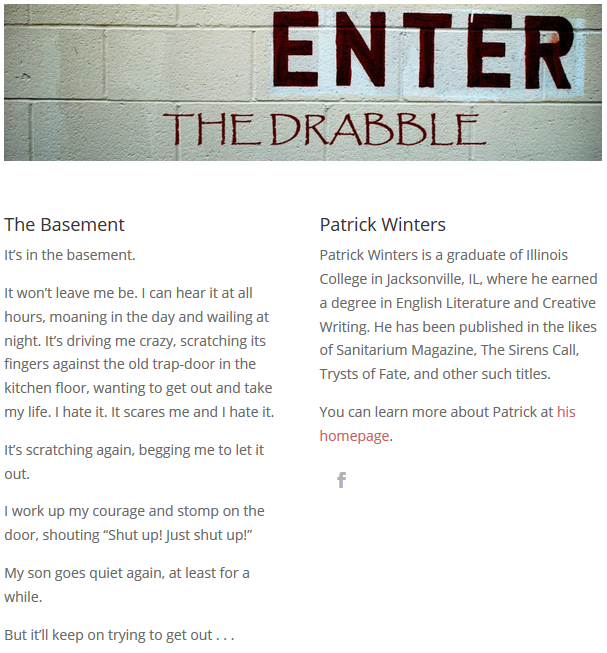 ENTER
THE DRABBLE
The Basement
It’s in the basement.
It won’t leave me be. I can hear it at all
hours, moaning in the day and wailing at
night. It’s driving me crazy, scratching its
fingers against the old trap-door in the
kitchen floor, wanting to get out and take
my life. I hate it. It scares me and I hate it.
It’s scratching again, begging me to let it
out.
I work up my courage and stomp on the
door, shouting “Shut up! Just shut up!”
My son goes quiet again, at least for a
while.
But it’ll keep on trying to get out . . .
Patrick Winters
Patrick Winters is a graduate of Illinois
College in Jacksonville, IL, where he earned
a degree in English Literature and Creative
Writing. He has been published in the likes
of Sanitarium Magazine, The Sirens Call,
Trysts of Fate, and other such titles.
You can learn more about Patrick at his
homepage.